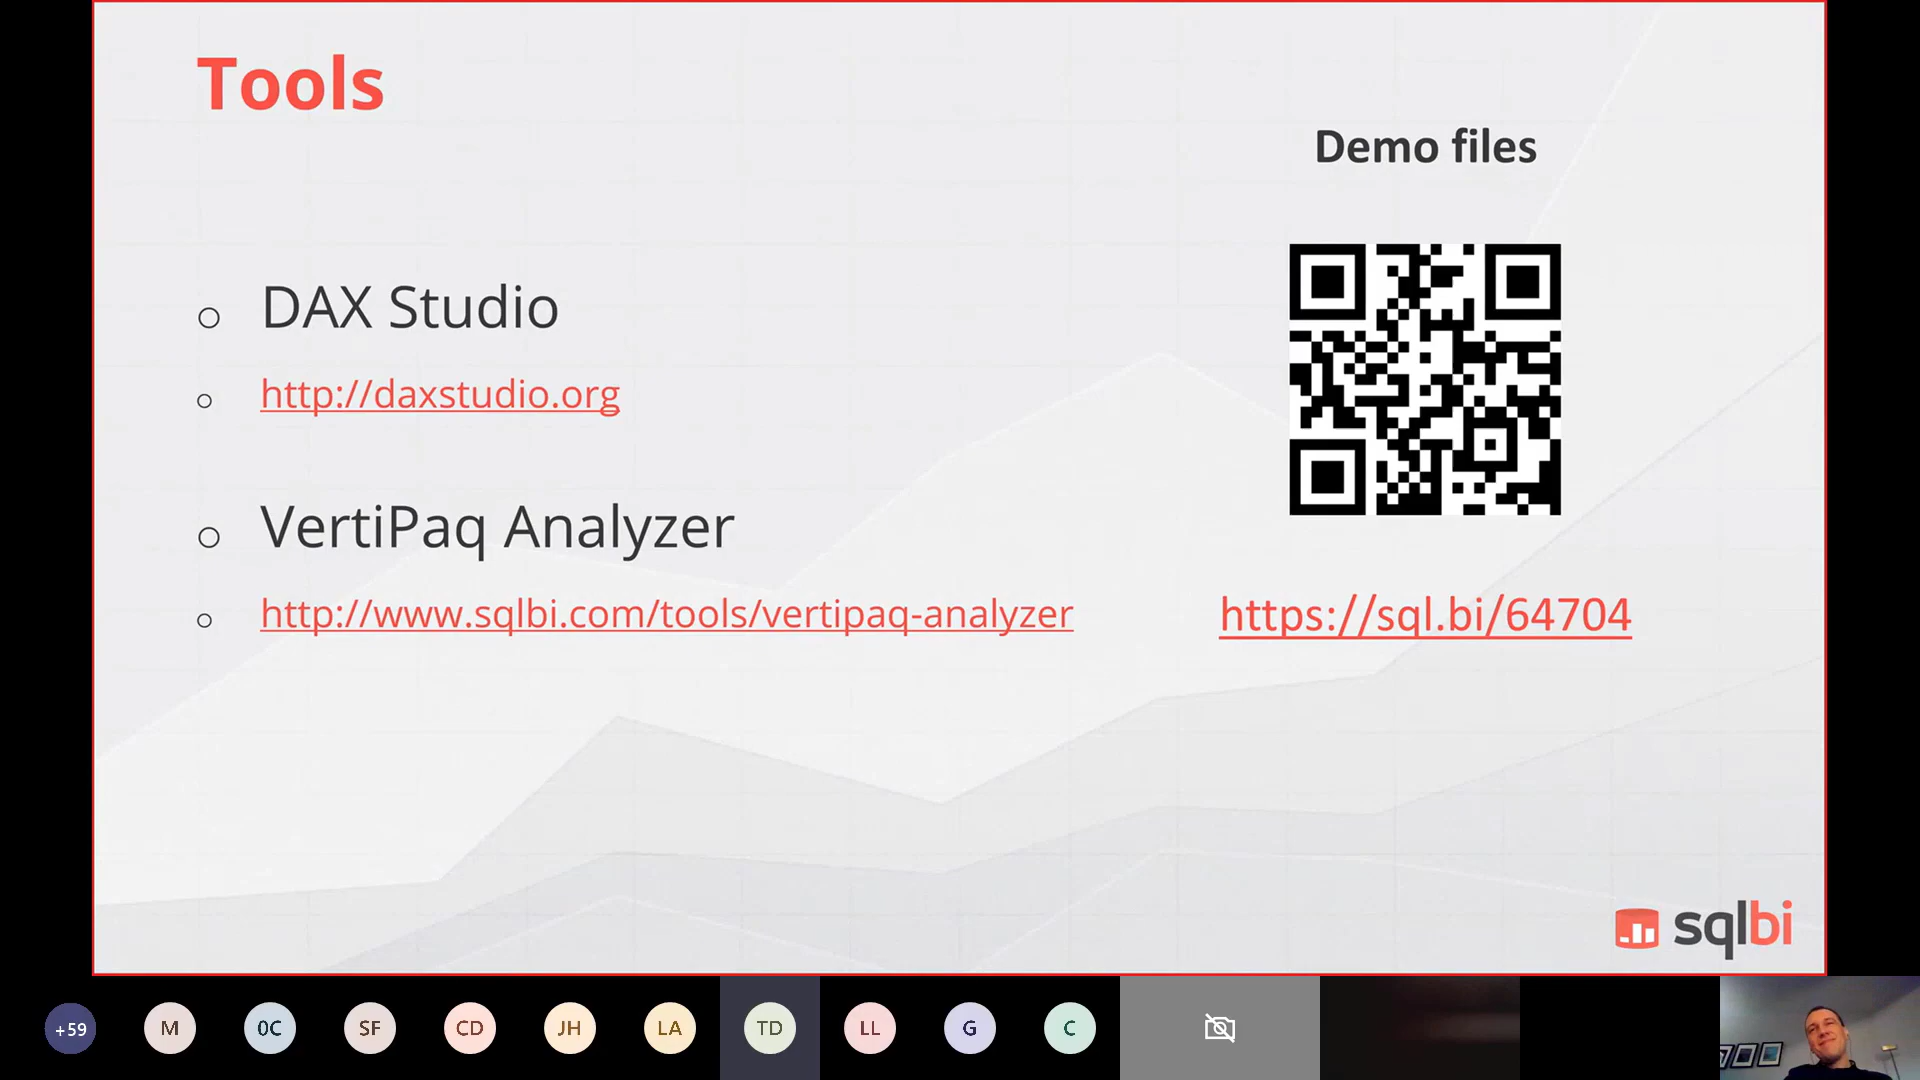 Tools
Demo files
DAX Studio
http://daxstudio.org
VertiPaq Analyzer
http://www.sqlbi.com/tools/vertipaq-analyzer
https://sql.bi/64704
sqlbi
+59
M
0C
SF
CD
JH
LA
TD
LL
G
C